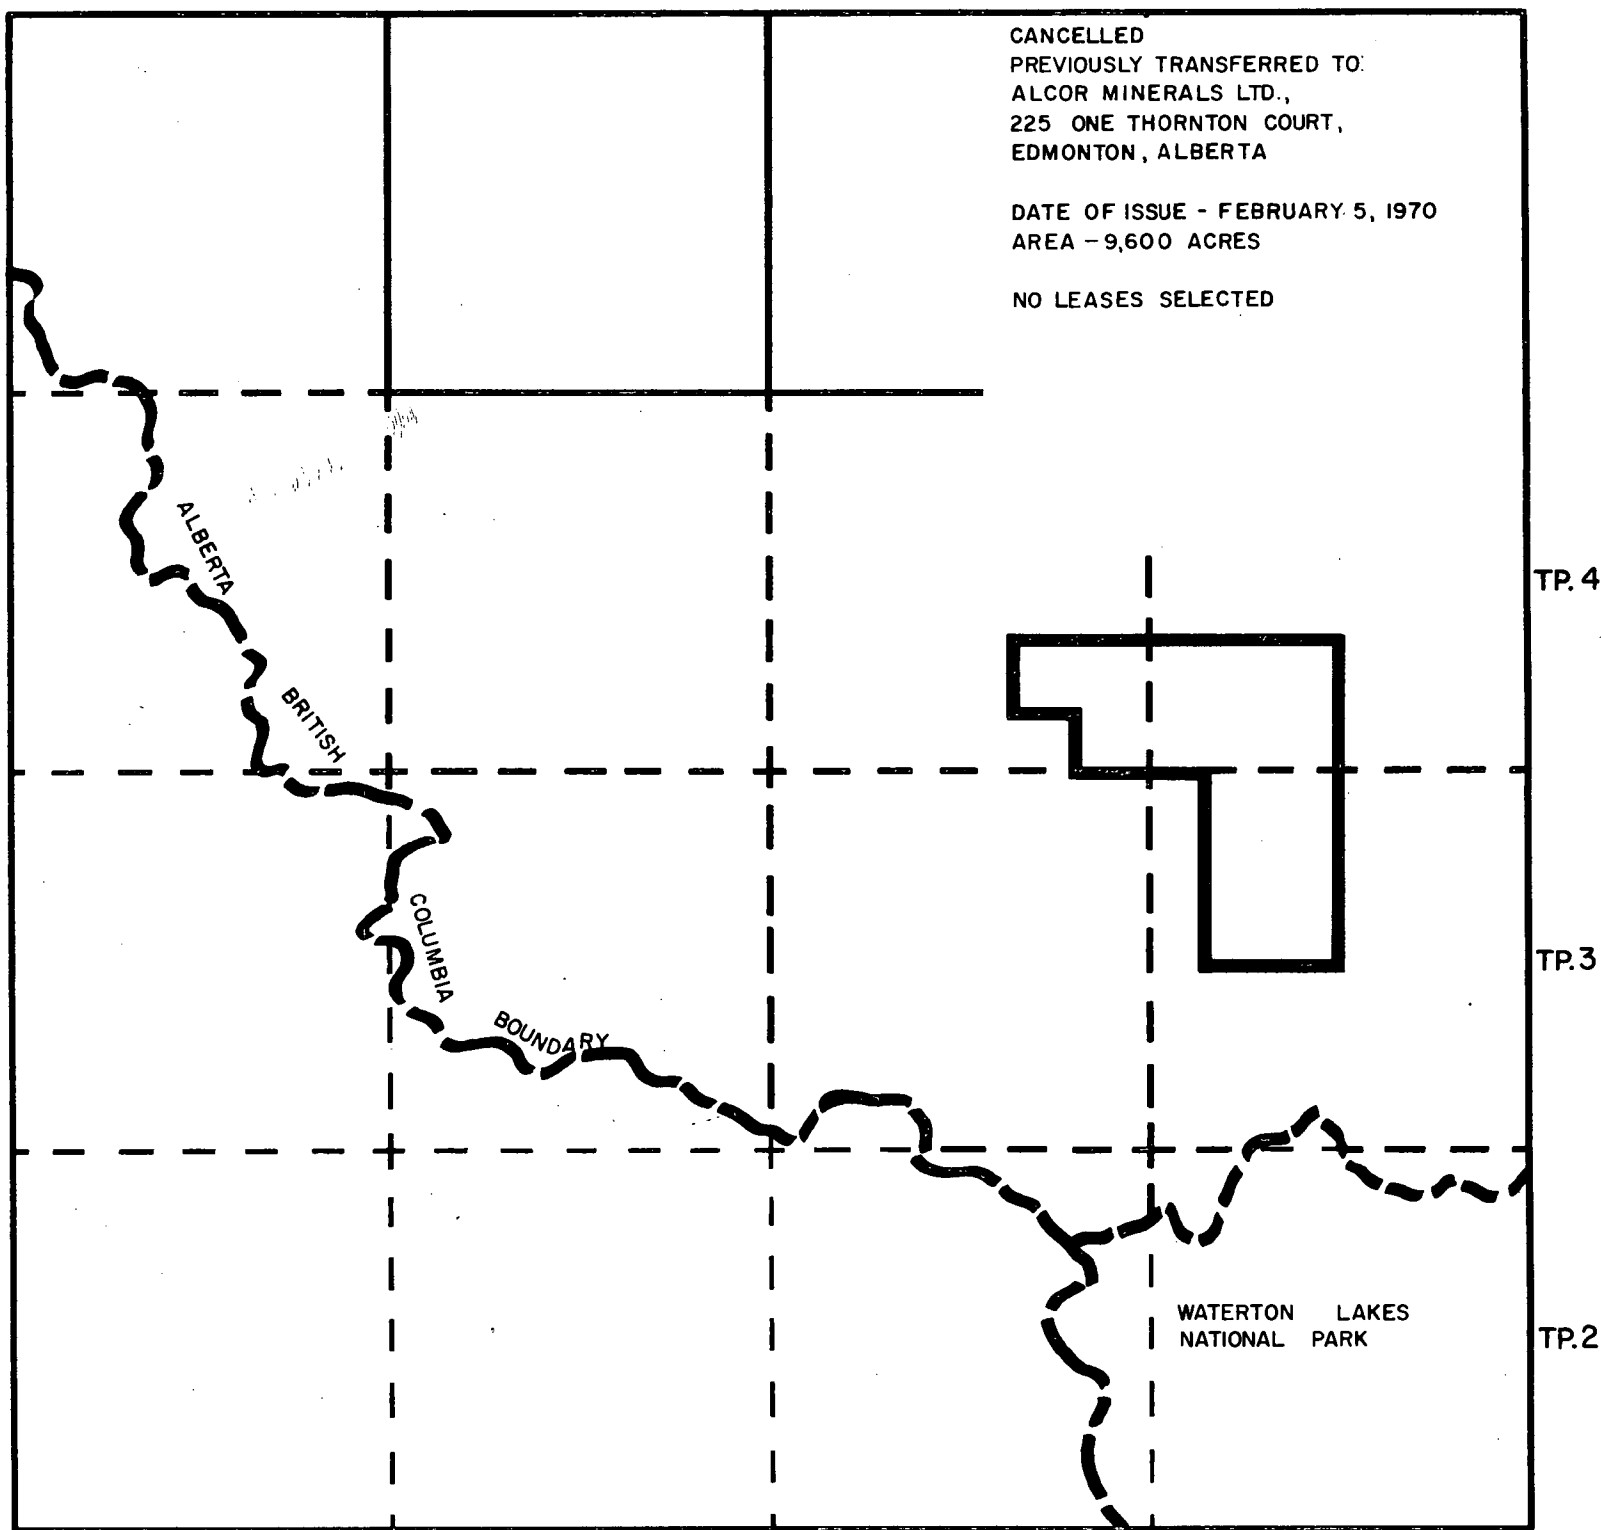 CANCELLED
PREVIOUSLY TRANSFERRED TO:
ALCOR MINERALS LTD.,
225 ONE THORNTON COURT,
EDMONTON, ALBERTA
DATE OF ISSUE - FEBRUARY 5, 1970
AREA - 9,600 ACRES
NO LEASES SELECTED
ALBERTA
BRITISH
COLUMBIA
BOUNDARY
TP. 4
TP. 3
WATERTON LAKES
NATIONAL PARK
TP. 2